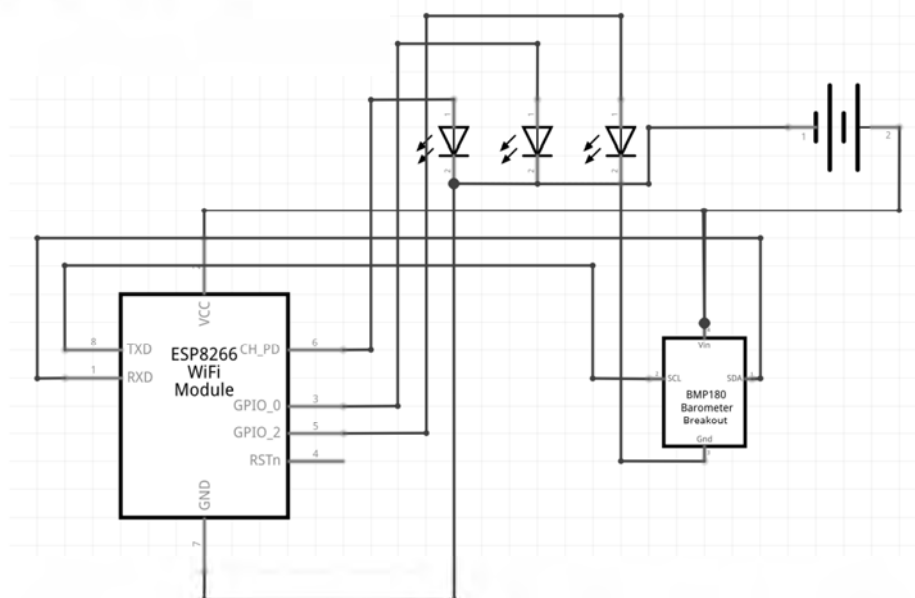 1
1
1
2
2
2
1
2
VCC
8
TXD
ESP8266
WiFi
Module
CH_PD
6
1
RXD
GPIO_0
3
GPIO_2
5
RSTn
4
GND
7
Vin
SCL
SDA
BMP180
Barometer
Breakout
Gnd